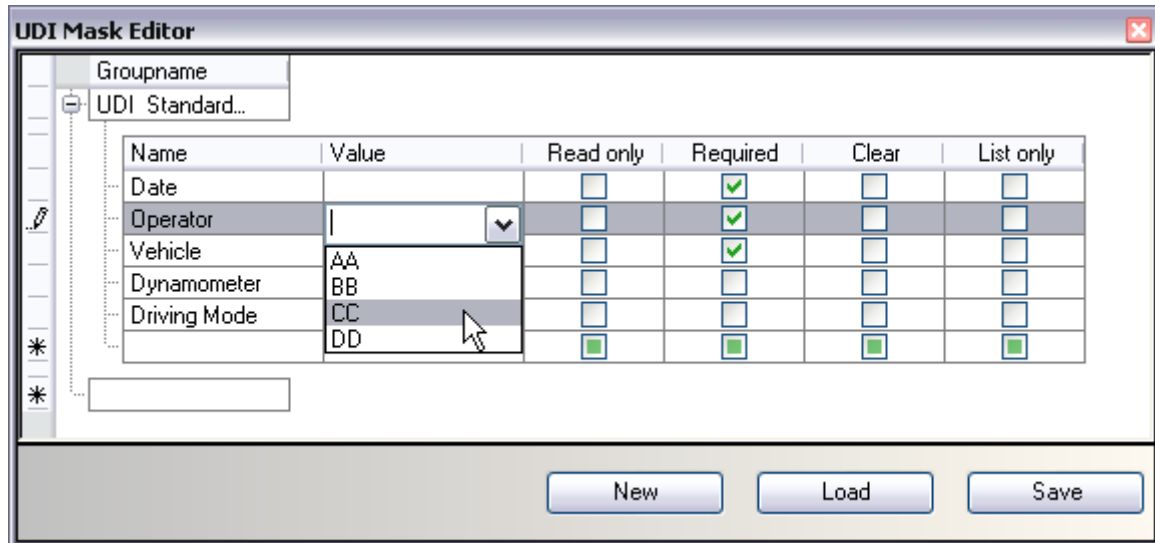 UDI Mask Editor
Groupname
UDI Standard...
Name Value Read only Required Clear List only
Date
Operator
Vehicle
AA
Dynamometer
BB
Driving Mode
CC
DD
New Load Save